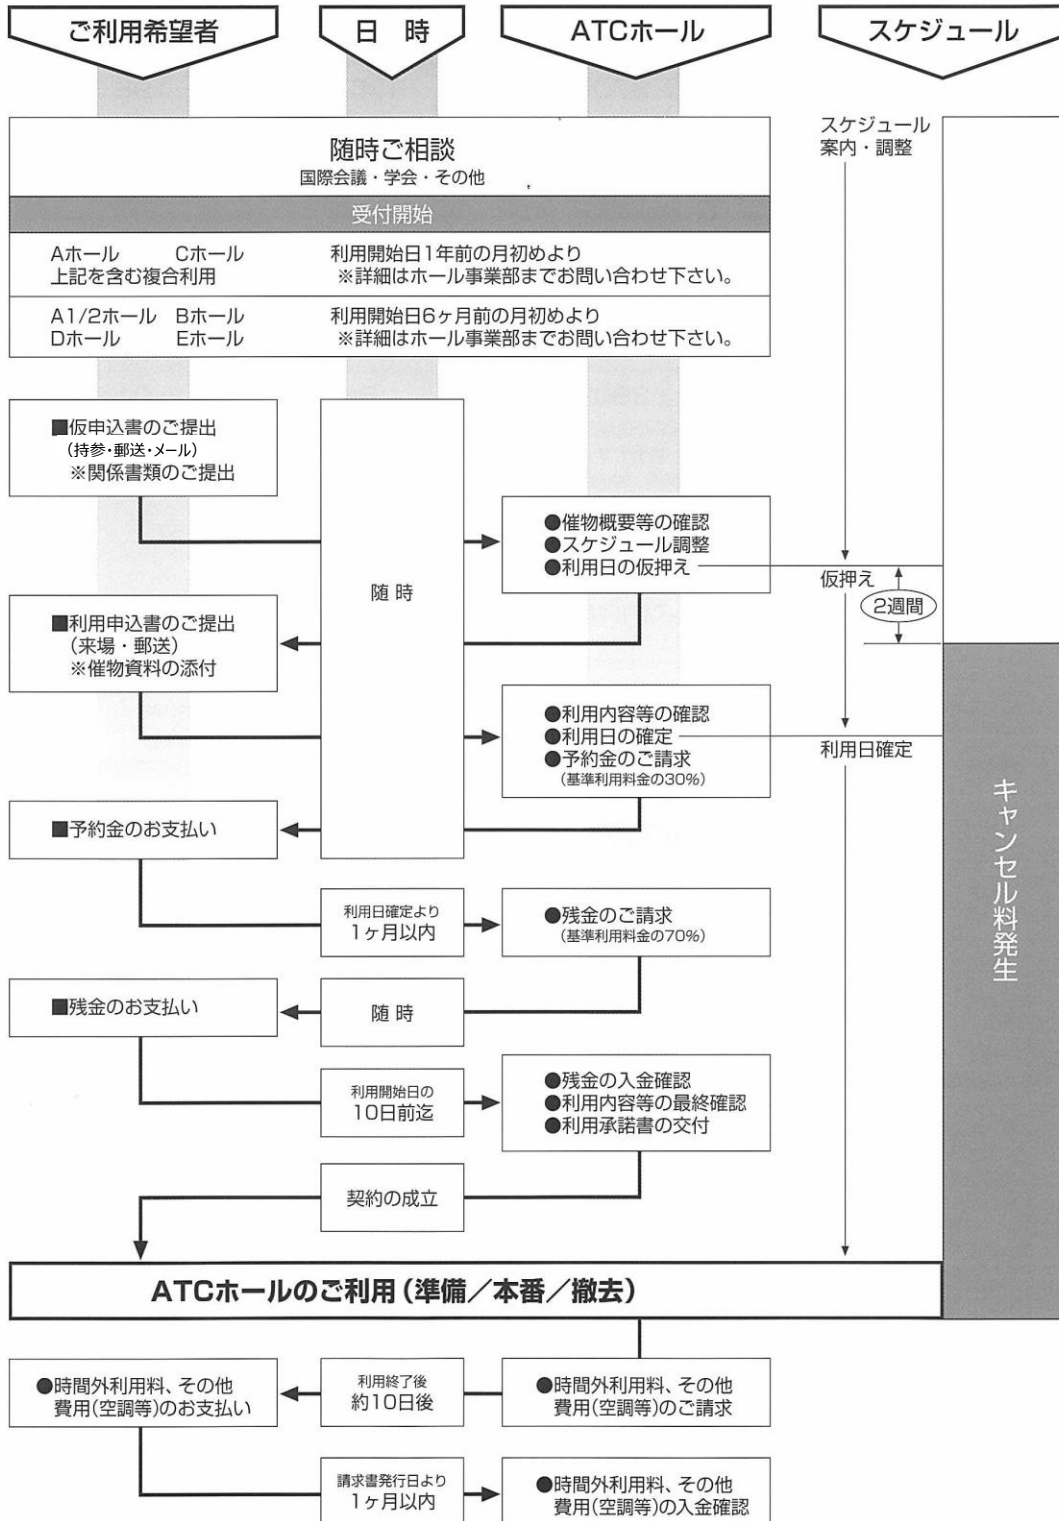 ご利用希望者
日 時
ATCホール
スケジュール
随時ご相談
国際会議・学会・その他
受付開始
Aホール Cホール 利用開始日1年前の月初めより
上記を含む複合利用 ※詳細はホール事業部までお問い合わせ下さい。
A1/2ホール Bホール 利用開始日6ヶ月前の月初めより
Dホール Eホール ※詳細はホール事業部までお問い合わせ下さい。
スケジュール
案内・調整
■仮申込書のご提出
(持参・郵送・メール)
※関係書類のご提出
随 時
●催物概要等の確認
●スケジュール調整
●利用日の仮押え
仮押え
2週間
■利用申込書のご提出
(来場・郵送)
※催物資料の添付
●利用内容等の確認
●利用日の確定
●予約金のご請求
(基準利用料金の30%)
利用日確定
キャンセル料発生
■予約金のお支払い
利用日確定より
1ヶ月以内
●残金のご請求
(基準利用料金の70%)
■残金のお支払い
随 時
利用開始日の
10日前迄
●残金の入金確認
●利用内容等の最終確認
●利用承諾書の交付
契約の成立
ATCホールのご利用(準備/本番/撤去)
●時間外利用料、その他
費用(空調等)のお支払い
利用終了後
約10日後
●時間外利用料、その他
費用(空調等)のご請求
請求書発行日より
1ヶ月以内
●時間外利用料、その他
費用(空調等)の入金確認